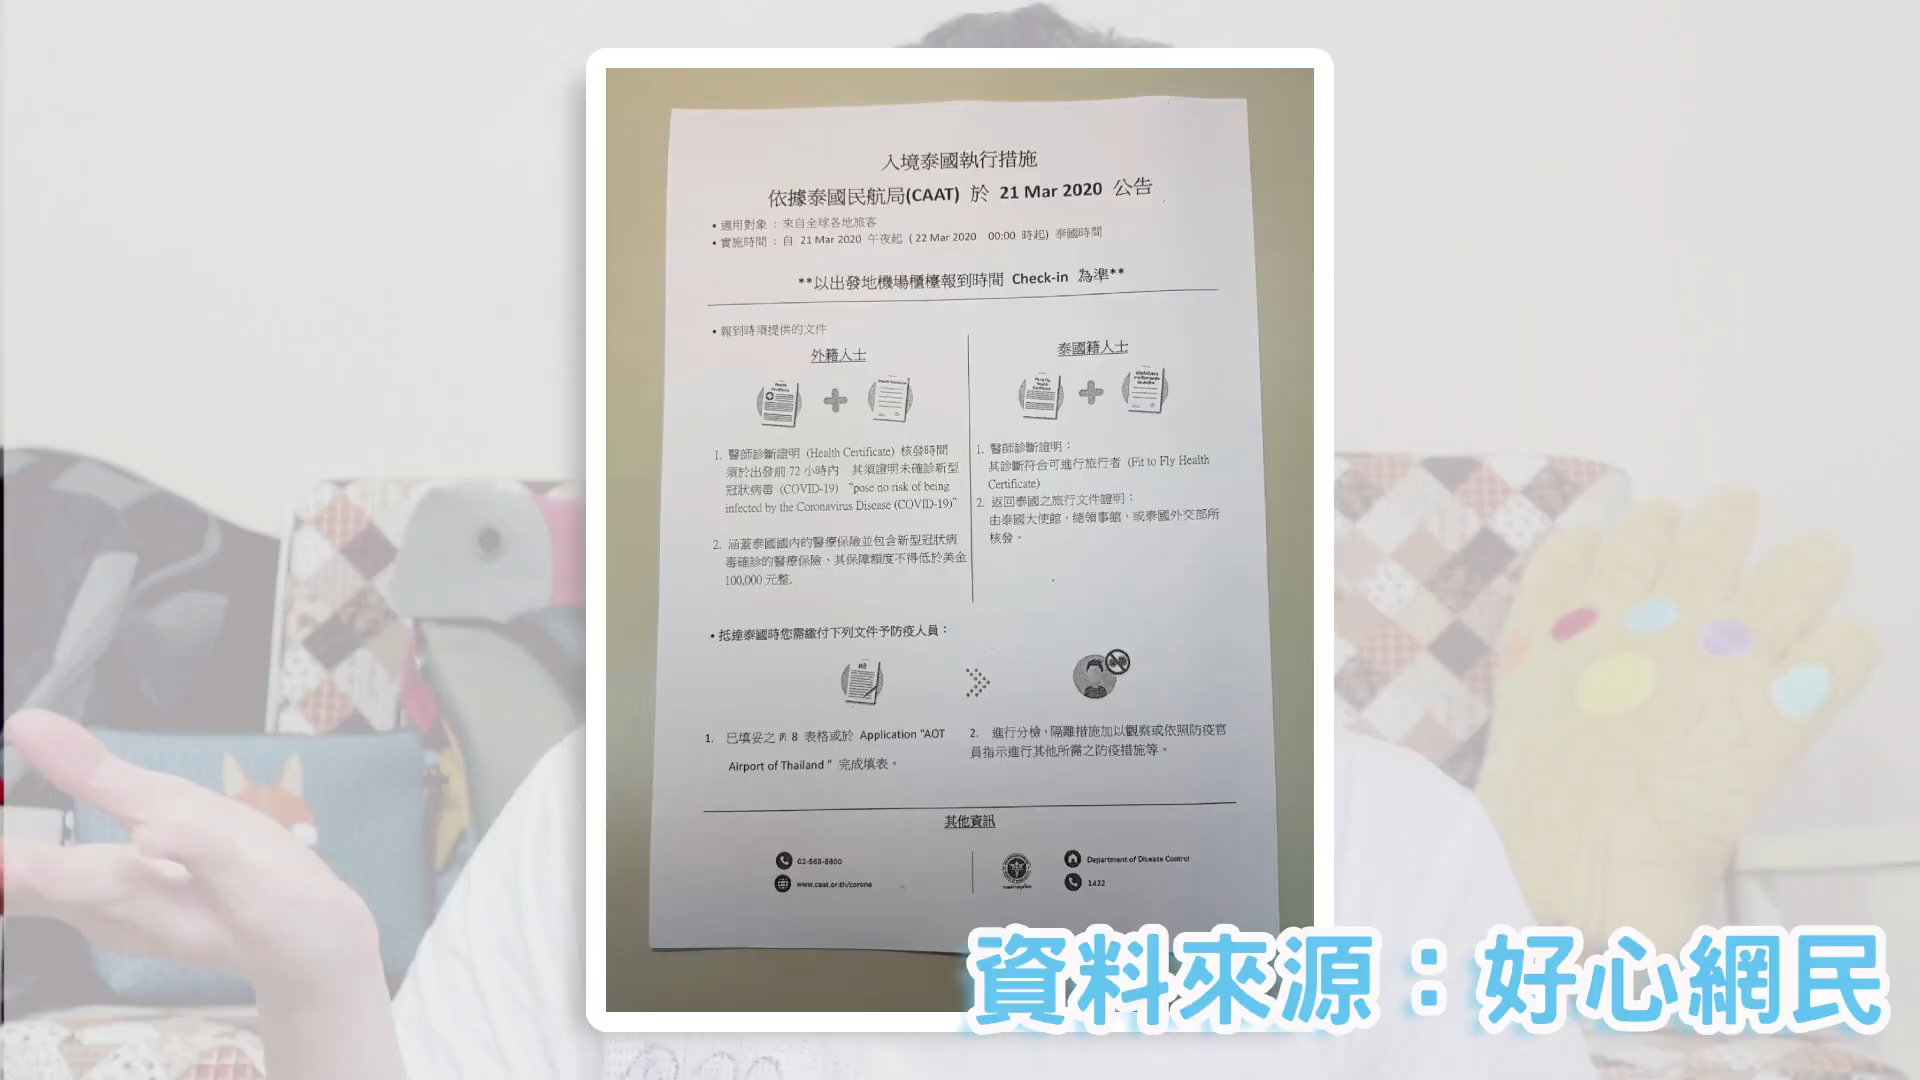 入境泰國執行措施
依據泰國民航局(CAAT) 於 21 Mar 2020 公告
• 適用對象 : 來自全球各地旅客
• 實施時間 : 自 21 Mar 2020 午夜起 ( 22 Mar 2020 00:00 時起) 泰國時間
**以出發地機場櫃檯報到時間 Check-in 為準**
• 報到時須提供的文件
外籍人士
Health
Certificate
1. 醫師診斷證明 (Health Certificate) 核發時間
須於出發前 72 小時內 其須證明未確診新型
冠狀病毒 (COVID-19) “pose no risk of being
infected by the Coronavirus Disease (COVID-19)”
2. 涵蓋泰國國內的醫療保險並包含新型冠狀病
毒確診的醫療保險、其保障額度不得低於美金
100,000 元整.
泰國籍人士
1. 醫師診斷證明：
其診斷符合可進行旅行者 (Fit to Fly Health
Certificate)
2. 返回泰國之旅行文件證明：
由泰國大使館，總領事館，或泰國外交部所
核發。
• 抵達泰國時您需繳付下列文件予防疫人員：
1. 已填妥之 ต. 8 表格或於 Application “AOT
Airport of Thailand ” 完成填表。
2. 進行分檢，隔離措施加以觀察或依照防疫官
員指示進行其他所需之防疫措施等。
其他資訊
02-568-8800
www.caat.or.th/corona
Department of Disease Control
1422
資料來源：好心網民